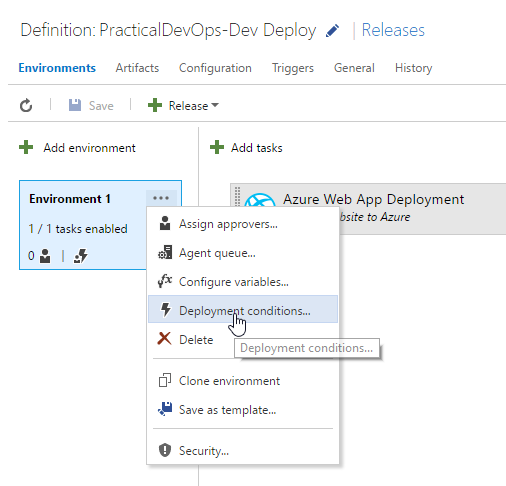 Definition: PracticalDevOps-Dev Deploy | Releases
Environments Artifacts Configuration Triggers General History
Save Release
Add environment
Add tasks
Environment 1 ...
1 / 1 tasks enabled
0
Azure Web App Deployment
bsite to Azure
Assign approvers...
Agent queue...
Configure variables...
Deployment conditions...
Delete
Deployment conditions...
Clone environment
Save as template...
Security...